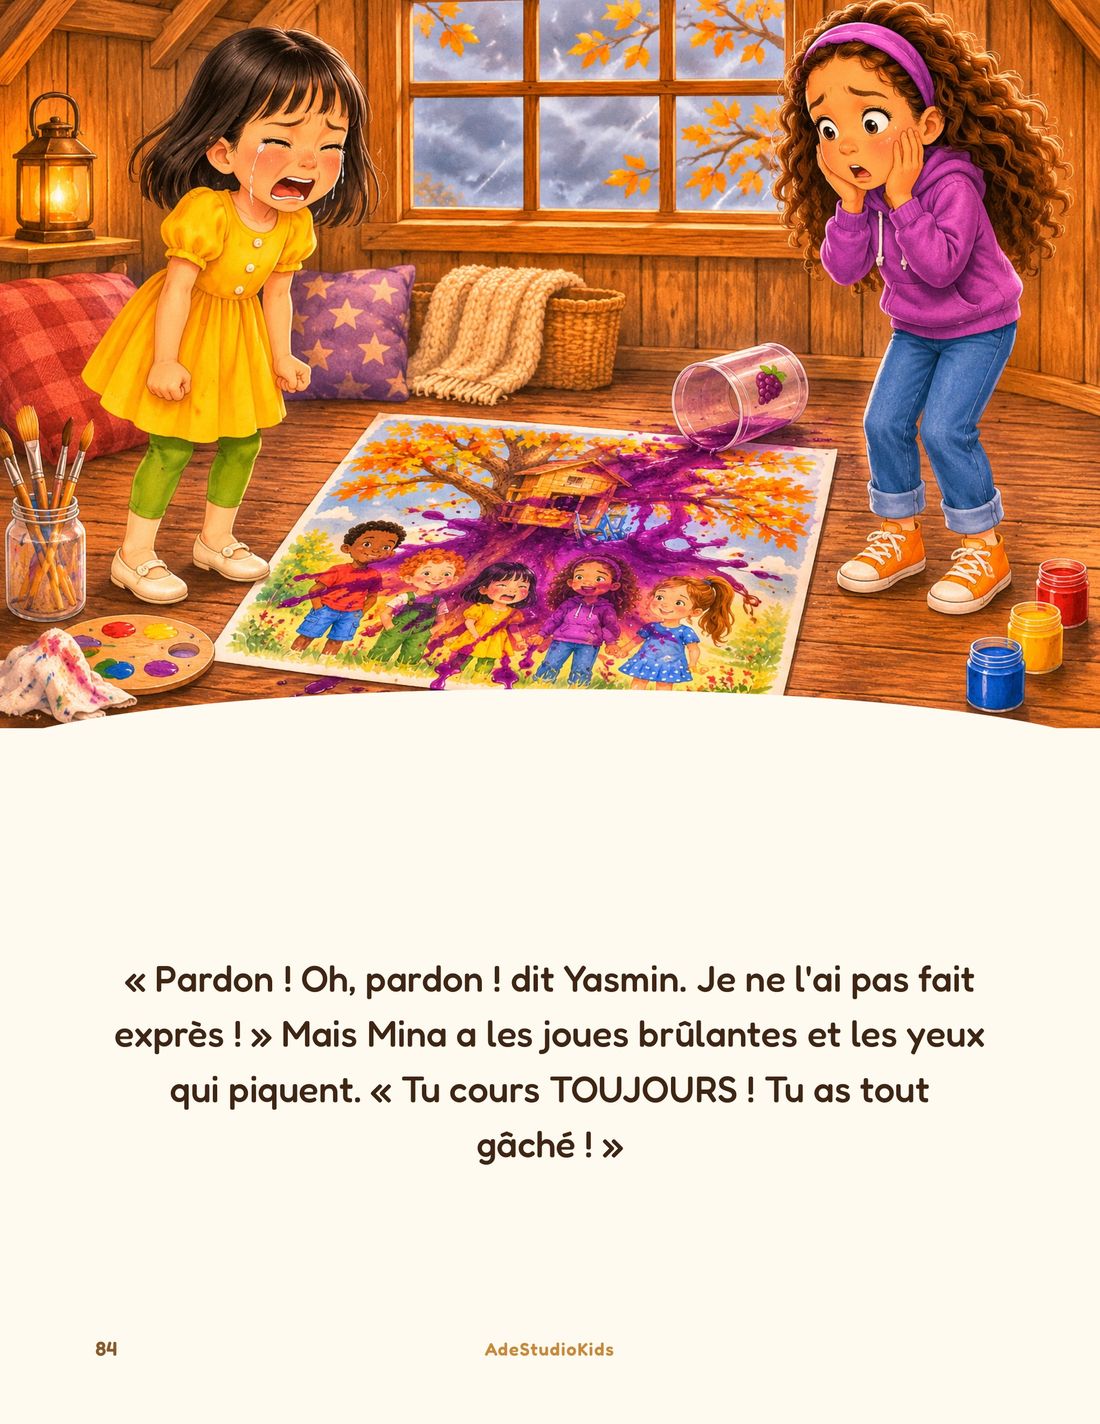 « Pardon ! Oh, pardon ! dit Yasmin. Je ne l'ai pas fait
exprès ! » Mais Mina a les joues brûlantes et les yeux
qui piquent. « Tu cours TOUJOURS ! Tu as tout
gâché ! »
84
AdeStudioKids